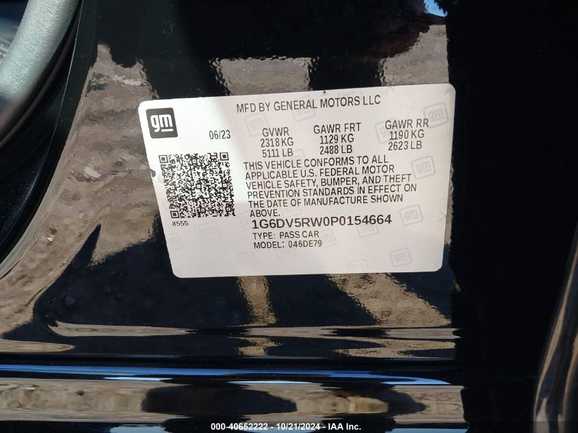 gm
MFD BY GENERAL MOTORS LLC
06/23
GVWR GAWR FRT GAWR RR
2318 KG 1129 KG 1190 KG
5111 LB 2488 LB 2623 LB
THIS VEHICLE CONFORMS TO ALL
APPLICABLE U.S. FEDERAL MOTOR
VEHICLE SAFETY, BUMPER, AND THEFT
PREVENTION STANDARDS IN EFFECT ON
THE DATE OF MANUFACTURE SHOWN
ABOVE.
8555
1G6DV5RW0P0154664
TYPE: PASS CAR
MODEL: 046DE79
000-40652222 - 10/21/2024 - IAA Inc.